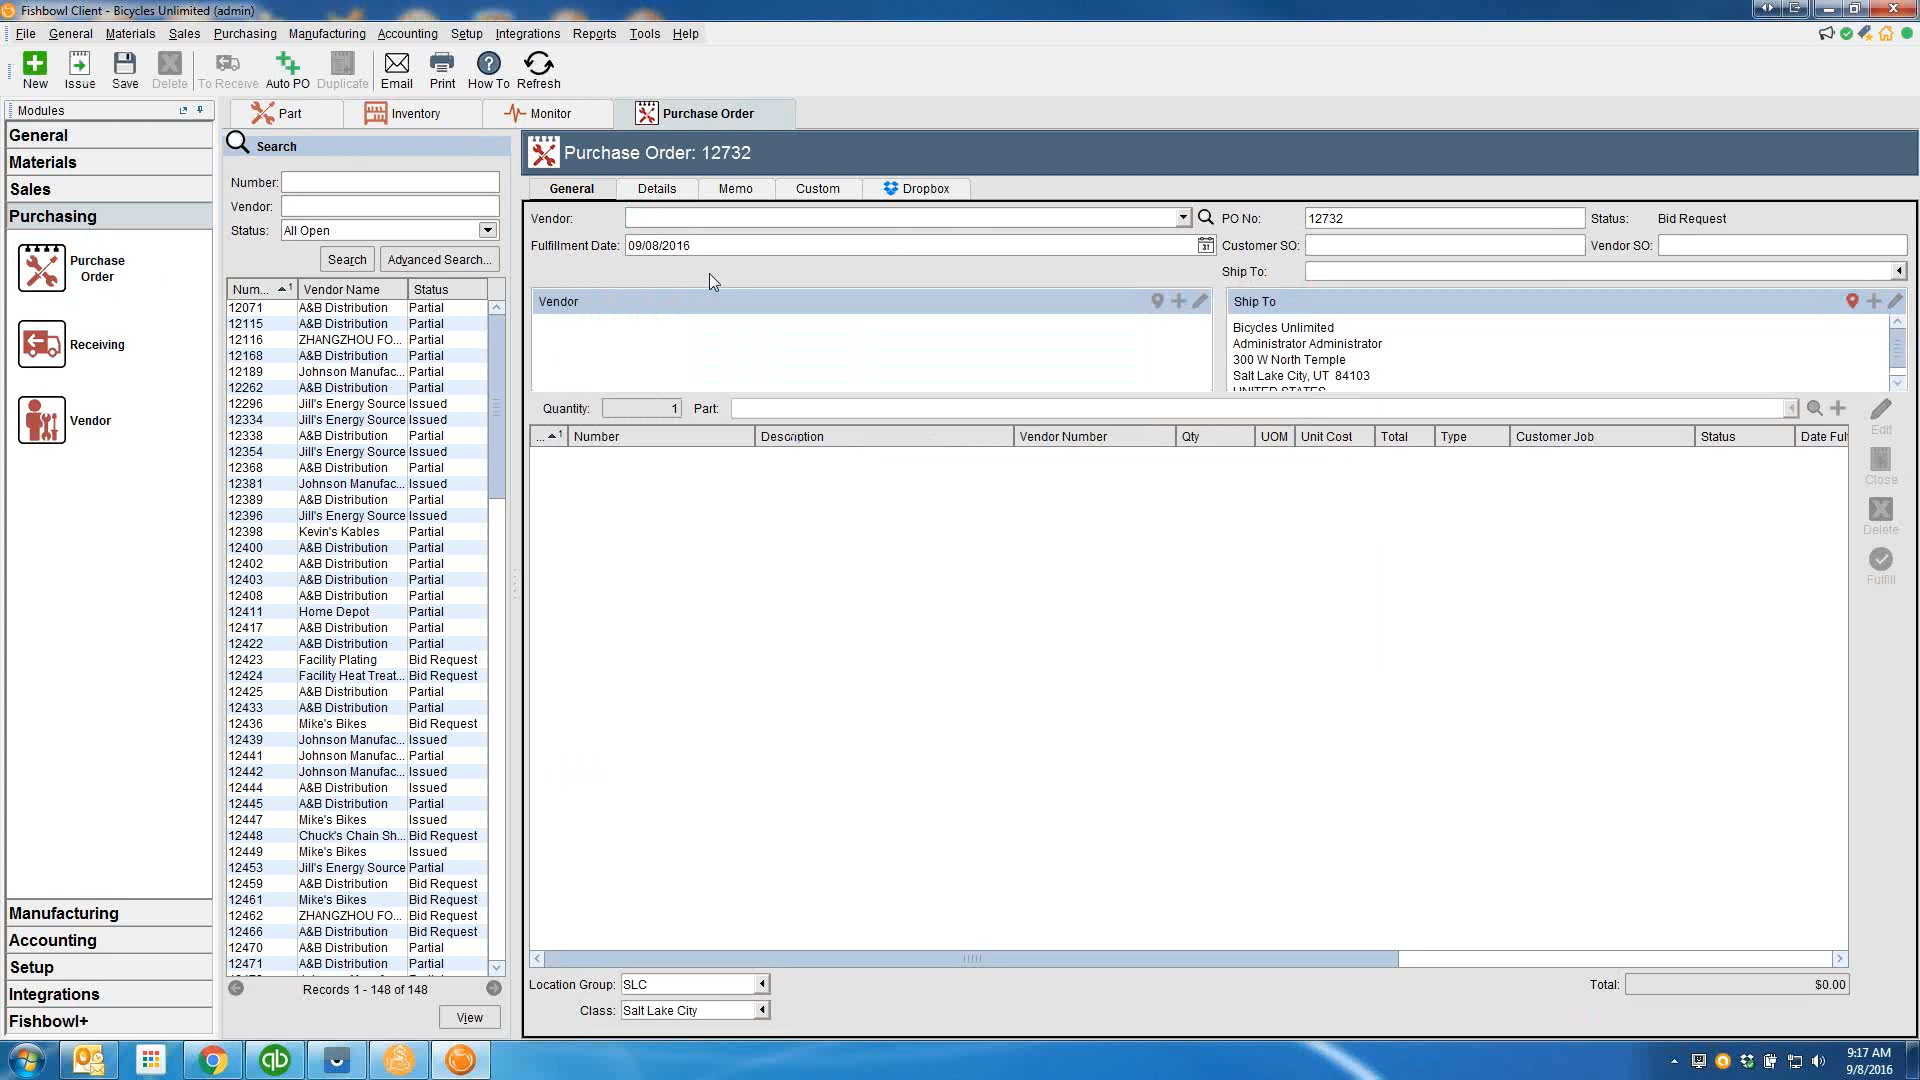 Fishbowl Client - Bicycles Unlimited (admin)
File General Materials Sales Purchasing Manufacturing Accounting Setup Integrations Reports Tools Help
New Issue Save Delete To Receive Auto PO Duplicate Email Print How To Refresh
Modules
General
Materials
Sales
Purchasing
Purchase
Order
Receiving
Vendor
Manufacturing
Accounting
Setup
Integrations
Fishbowl+
Part Inventory Monitor Purchase Order
Search
Number:
Vendor:
Status: All Open
Search Advanced Search...
Num... 1 Vendor Name Status
12071 A&B Distribution Partial
12115 A&B Distribution Partial
12116 ZHANGZHOU FO... Partial
12168 A&B Distribution Partial
12189 Johnson Manufac... Partial
12262 A&B Distribution Partial
12296 Jill's Energy Source Issued
12334 Jill's Energy Source Issued
12338 A&B Distribution Partial
12354 Jill's Energy Source Issued
12368 A&B Distribution Partial
12381 Johnson Manufac... Issued
12389 A&B Distribution Partial
12396 Jill's Energy Source Issued
12398 Kevin's Kables Partial
12400 A&B Distribution Partial
12402 A&B Distribution Partial
12403 A&B Distribution Partial
12408 A&B Distribution Partial
12411 Home Depot Partial
12417 A&B Distribution Partial
12422 A&B Distribution Partial
12423 Facility Plating Bid Request
12424 Facility Heat Treat... Bid Request
12425 A&B Distribution Partial
12433 A&B Distribution Partial
12436 Mike's Bikes Bid Request
12439 Johnson Manufac... Issued
12441 Johnson Manufac... Partial
12442 Johnson Manufac... Issued
12444 A&B Distribution Issued
12445 A&B Distribution Partial
12447 Mike's Bikes Issued
12448 Chuck's Chain Sh... Bid Request
12449 Mike's Bikes Issued
12453 Jill's Energy Source Partial
12459 A&B Distribution Bid Request
12461 Mike's Bikes Bid Request
12462 ZHANGZHOU FO... Bid Request
12466 A&B Distribution Bid Request
12470 A&B Distribution Partial
12471 A&B Distribution Partial
Records 1 - 148 of 148
View
Purchase Order: 12732
General Details Memo Custom Dropbox
Vendor: PO No: 12732 Status: Bid Request
Fulfillment Date: 09/08/2016 31 Customer SO: Vendor SO:
Ship To:
Vendor
Ship To
Bicycles Unlimited
Administrator Administrator
300 W North Temple
Salt Lake City, UT 84103
UNITED STATES
Quantity: 1 Part:
... 1 Number Description Vendor Number Qty UOM Unit Cost Total Type Customer Job Status Date Ful
Edit
Close
Delete
Fulfill
Location Group: SLC Total: $0.00
Class: Salt Lake City
qb
9:17 AM
9/8/2016